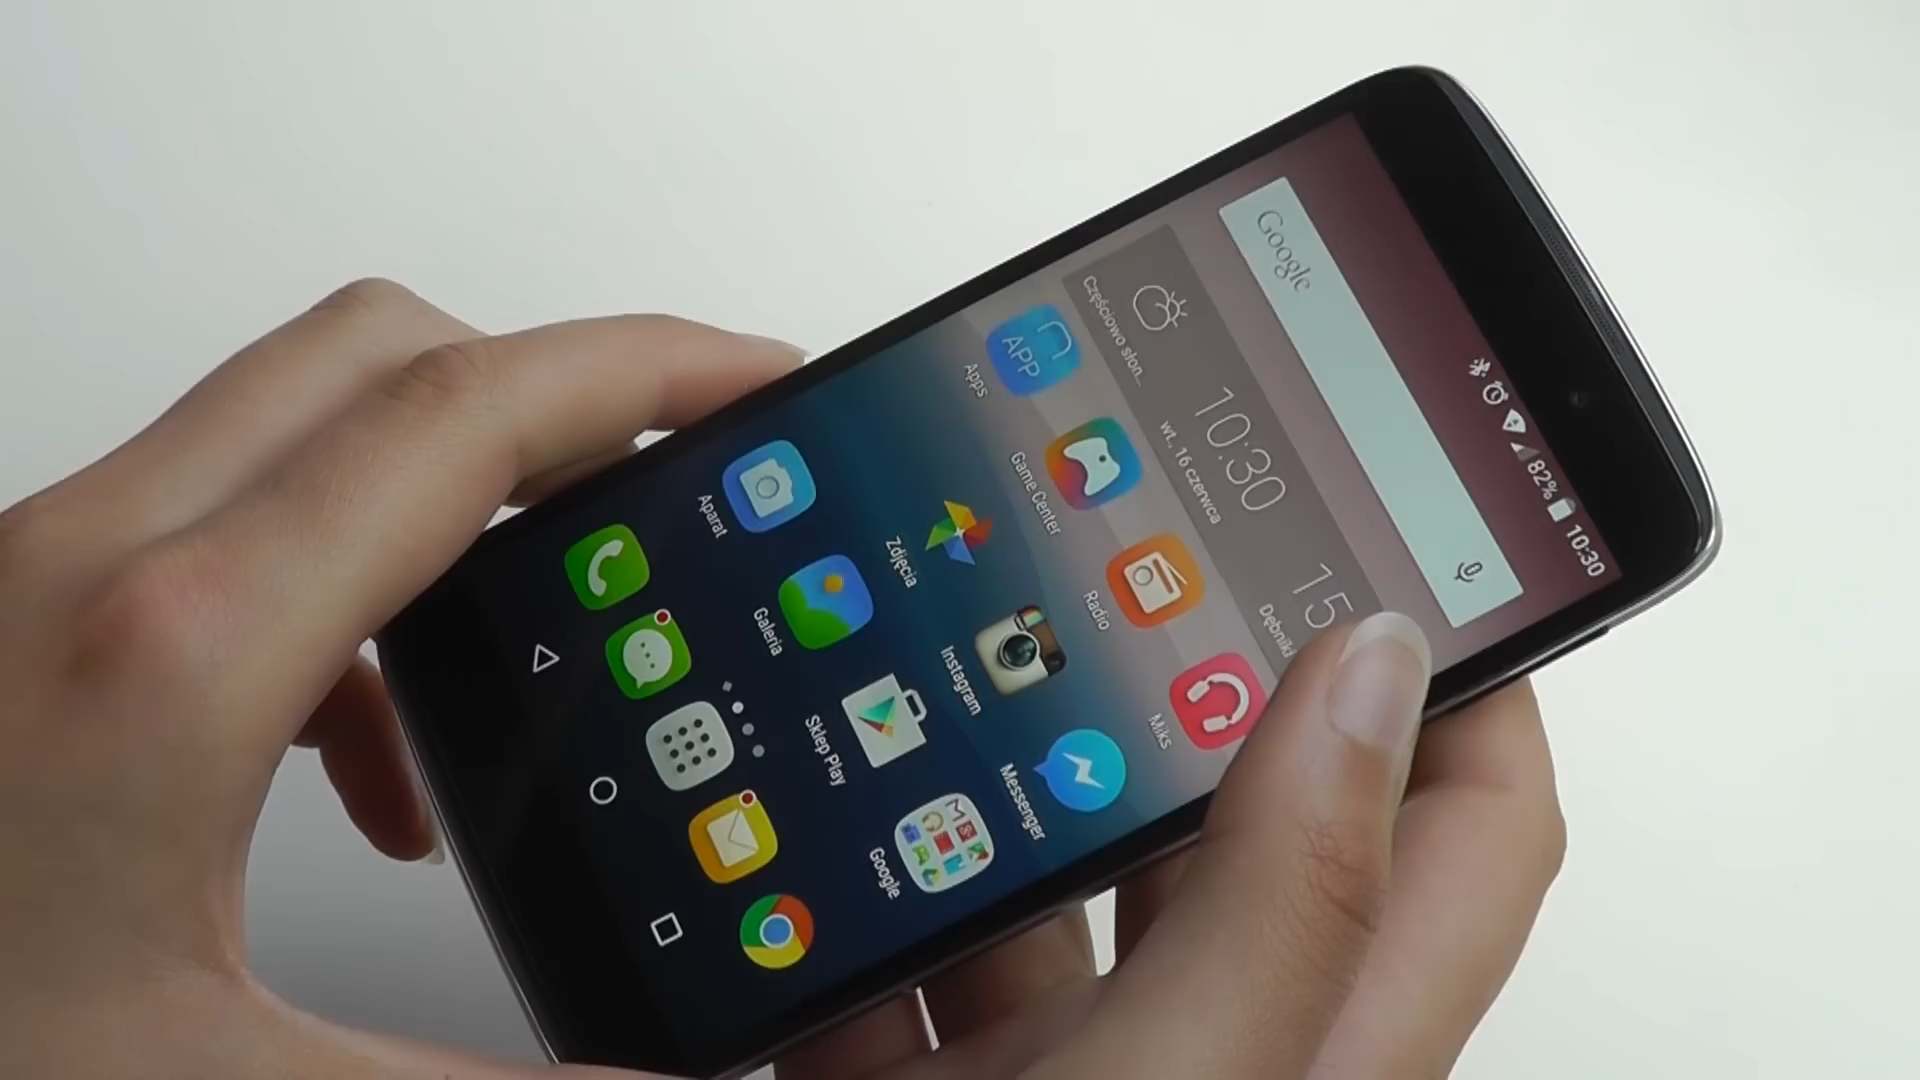 82% 10:30
Google
10:30
wt., 16 czerwca
15
Częściowo słon...
Dębniki
APP
Apps
Game Center
Radio
Miks
Zdjęcia
Instagram
Messenger
Aparat
Galeria
Sklep Play
Google